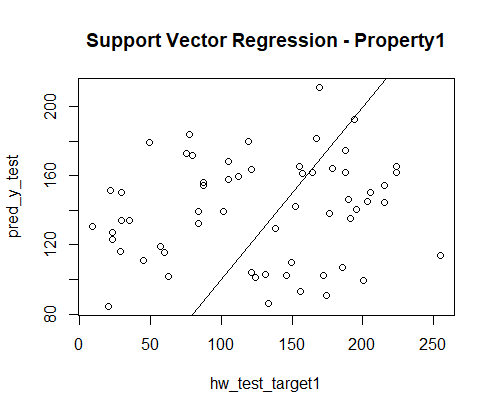 Support Vector Regression - Property1
pred_y_test
200
160
120
80
0 50 100 150 200 250
hw_test_target1